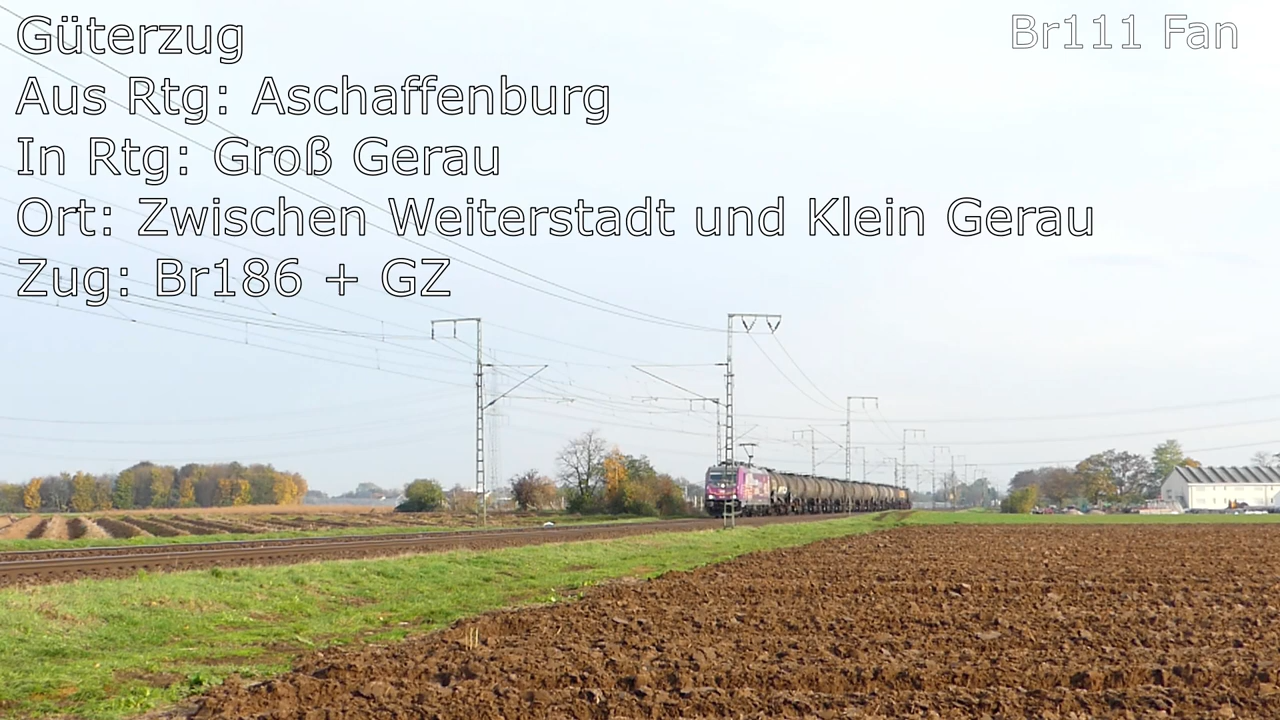 Güterzug
Br111 Fan
Aus Rtg: Aschaffenburg
In Rtg: Groß Gerau
Ort: Zwischen Weiterstadt und Klein Gerau
Zug: Br186 + GZ